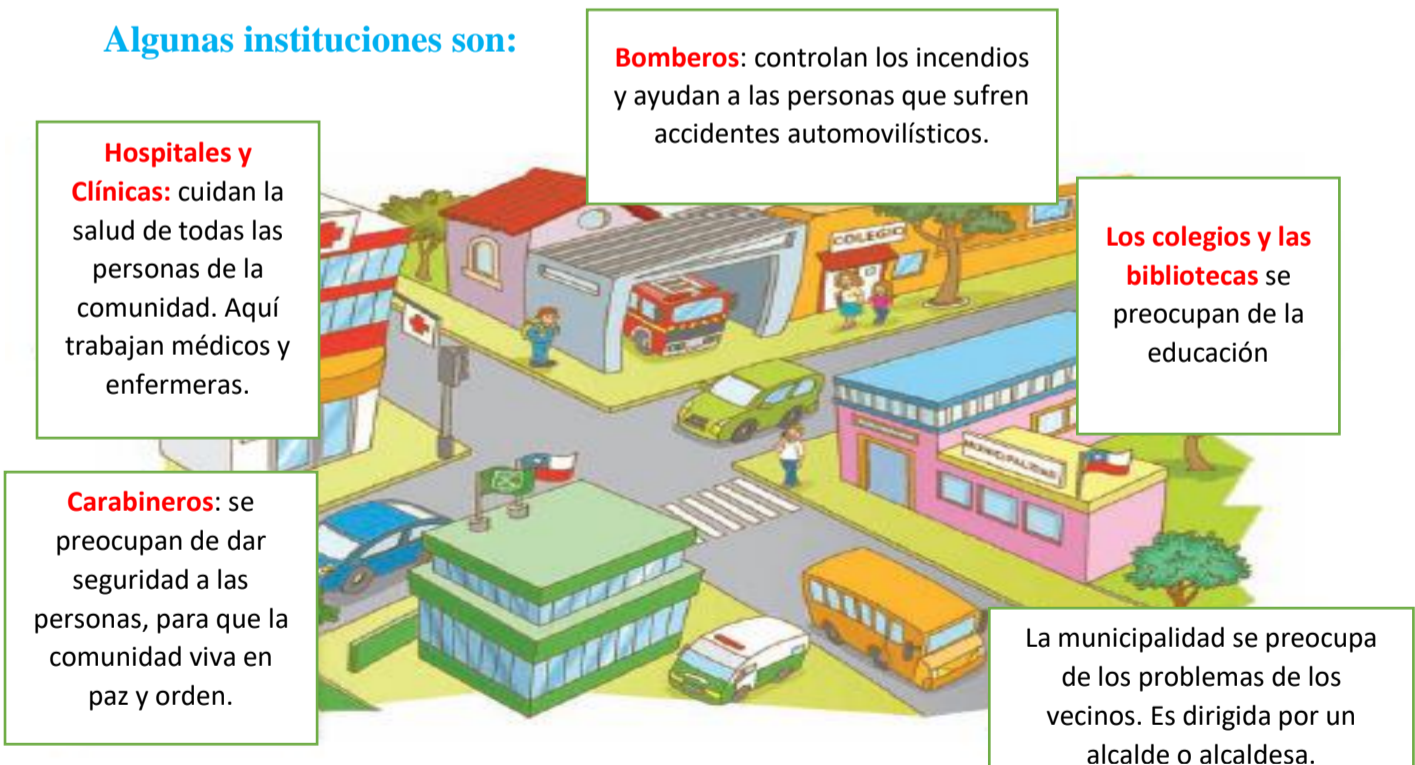 Algunas instituciones son:
Bomberos: controlan los incendios
y ayudan a las personas que sufren
accidentes automovilísticos.
Hospitales y
Clínicas: cuidan la
salud de todas las
personas de la
comunidad. Aquí
trabajan médicos y
enfermeras.
Los colegios y las
bibliotecas se
preocupan de la
educación
COLEGIO
MUNICIPALIDAD
Carabineros: se
preocupan de dar
seguridad a las
personas, para que la
comunidad viva en
paz y orden.
La municipalidad se preocupa
de los problemas de los
vecinos. Es dirigida por un
alcalde o alcaldesa.